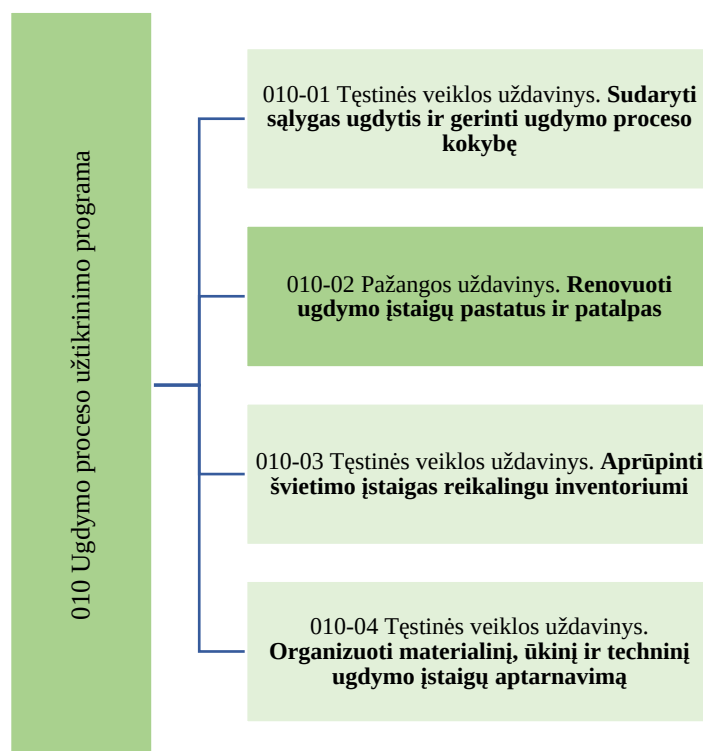 010 Ugdymo proceso užtikrinimo programa
010-01 Tęstinės veiklos uždavinys. Sudaryti
sąlygas ugdytis ir gerinti ugdymo proceso
kokybę
010-02 Pažangos uždavinys. Renovuoti
ugdymo įstaigų pastatus ir patalpas
010-03 Tęstinės veiklos uždavinys. Aprūpinti
švietimo įstaigas reikalingu inventoriumi
010-04 Tęstinės veiklos uždavinys.
Organizuoti materialinį, ūkinį ir techninį
ugdymo įstaigų aptarnavimą